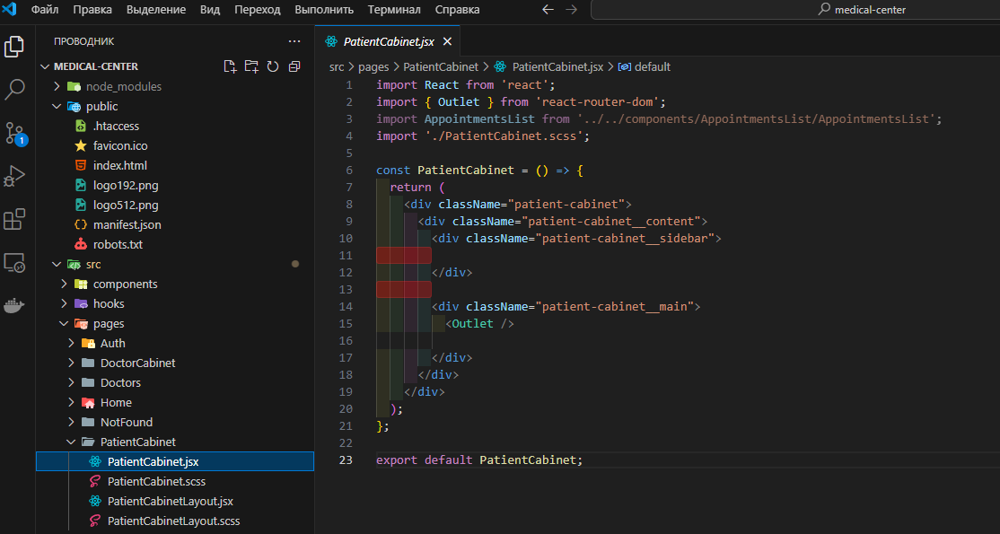 Файл Правка Выделение Вид Переход Выполнить Терминал Справка medical-center
ПРОВОДНИК
MEDICAL-CENTER
node_modules
public
.htaccess
favicon.ico
index.html
logo192.png
logo512.png
manifest.json
robots.txt
src
components
hooks
pages
Auth
DoctorCabinet
Doctors
Home
NotFound
PatientCabinet
PatientCabinet.jsx
PatientCabinet.scss
PatientCabinetLayout.jsx
PatientCabinetLayout.scss
1
PatientCabinet.jsx
src > pages > PatientCabinet > PatientCabinet.jsx > default
1 import React from 'react';
2 import { Outlet } from 'react-router-dom';
3 import AppointmentsList from '../../components/AppointmentsList/AppointmentsList';
4 import './PatientCabinet.scss';
5
6 const PatientCabinet = () => {
7 return (
8 <div className="patient-cabinet">
9 <div className="patient-cabinet__content">
10 <div className="patient-cabinet__sidebar">
11
12 </div>
13
14 <div className="patient-cabinet__main">
15 <Outlet />
16
17 </div>
18 </div>
19 </div>
20 );
21 };
22
23 export default PatientCabinet;